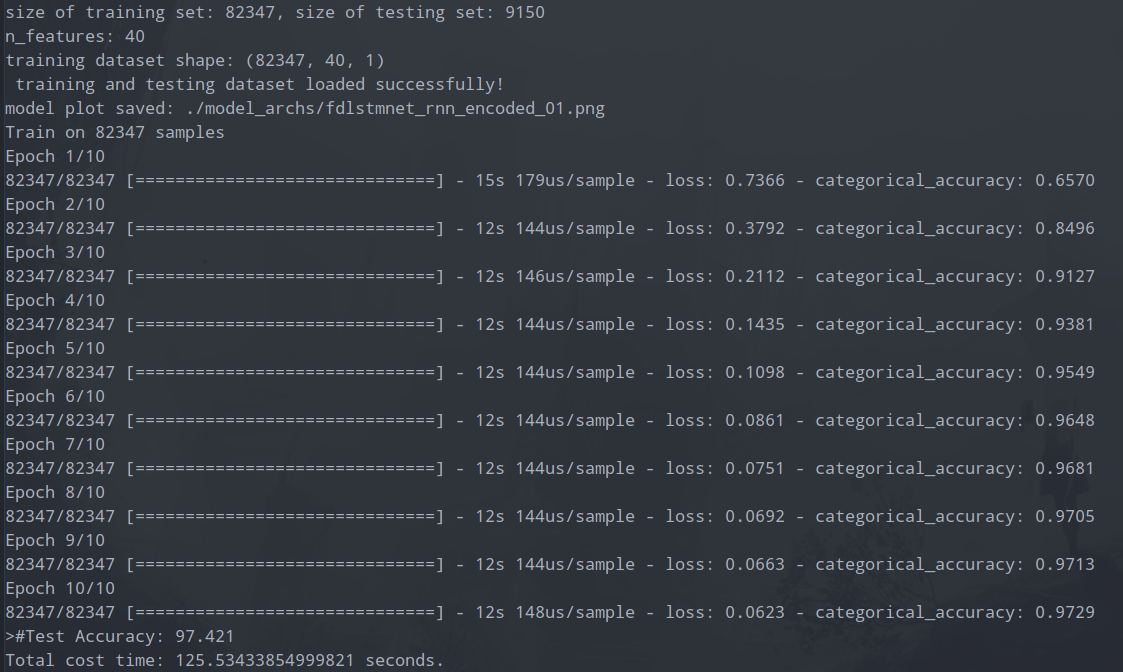 size of training set: 82347, size of testing set: 9150
n_features: 40
training dataset shape: (82347, 40, 1)
 training and testing dataset loaded successfully!
model plot saved: ./model_archs/fdlstmnet_rnn_encoded_01.png
Train on 82347 samples
Epoch 1/10
82347/82347 [==============================] - 15s 179us/sample - loss: 0.7366 - categorical_accuracy: 0.6570
Epoch 2/10
82347/82347 [==============================] - 12s 144us/sample - loss: 0.3792 - categorical_accuracy: 0.8496
Epoch 3/10
82347/82347 [==============================] - 12s 146us/sample - loss: 0.2112 - categorical_accuracy: 0.9127
Epoch 4/10
82347/82347 [==============================] - 12s 144us/sample - loss: 0.1435 - categorical_accuracy: 0.9381
Epoch 5/10
82347/82347 [==============================] - 12s 144us/sample - loss: 0.1098 - categorical_accuracy: 0.9549
Epoch 6/10
82347/82347 [==============================] - 12s 144us/sample - loss: 0.0861 - categorical_accuracy: 0.9648
Epoch 7/10
82347/82347 [==============================] - 12s 144us/sample - loss: 0.0751 - categorical_accuracy: 0.9681
Epoch 8/10
82347/82347 [==============================] - 12s 144us/sample - loss: 0.0692 - categorical_accuracy: 0.9705
Epoch 9/10
82347/82347 [==============================] - 12s 144us/sample - loss: 0.0663 - categorical_accuracy: 0.9713
Epoch 10/10
82347/82347 [==============================] - 12s 148us/sample - loss: 0.0623 - categorical_accuracy: 0.9729
>#Test Accuracy: 97.421
Total cost time: 125.53433854999821 seconds.